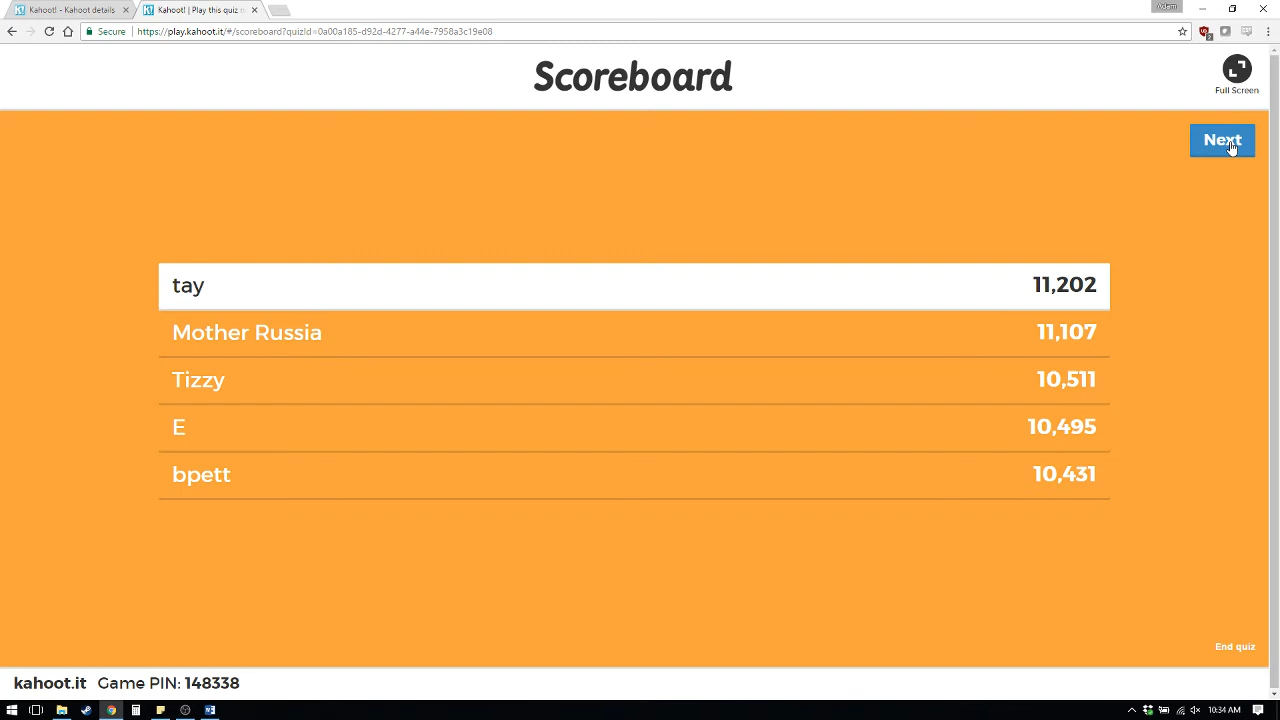 Kahoot! - Kahoot details
Kahoot! | Play this quiz
Adam
Secure https://play.kahoot.it/#/scoreboard?quizId=0a00a185-d92d-4277-a44e-7958a3c19e08
Scoreboard
Full Screen
Next
tay 11,202
Mother Russia 11,107
Tizzy 10,511
E 10,495
bpett 10,431
End quiz
kahoot.it Game PIN: 148338
10:34 AM